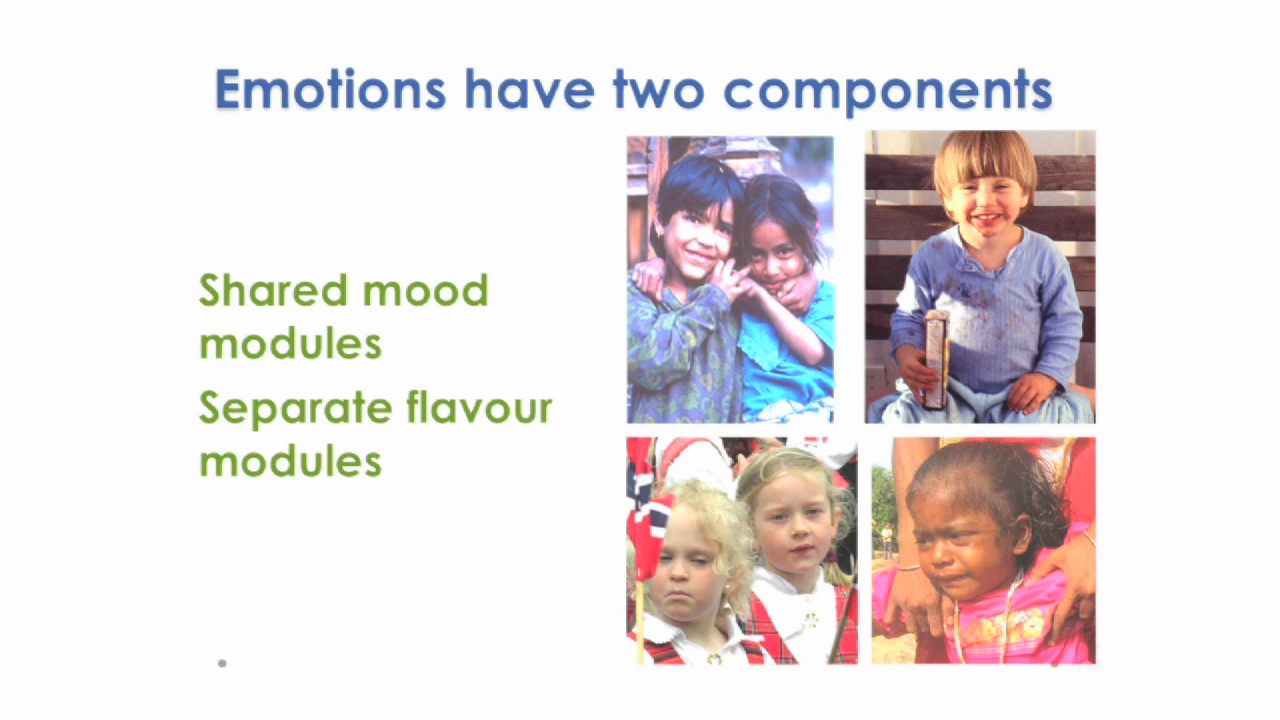 Emotions have two components
Shared mood
modules
Separate flavour
modules